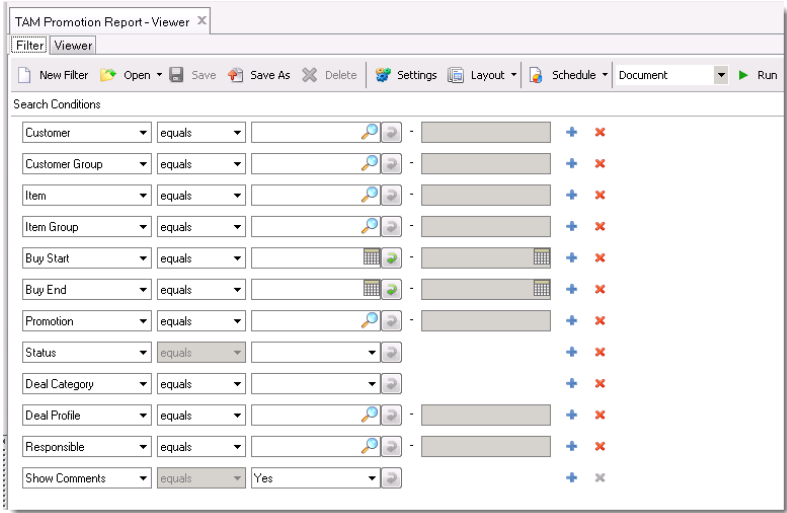 TAM Promotion Report - Viewer
Filter Viewer
New Filter Open Save Save As Delete Settings Layout Schedule Document Run
Search Conditions
Customer equals -
Customer Group equals -
Item equals -
Item Group equals -
Buy Start equals -
Buy End equals -
Promotion equals -
Status equals
Deal Category equals
Deal Profile equals -
Responsible equals -
Show Comments equals Yes